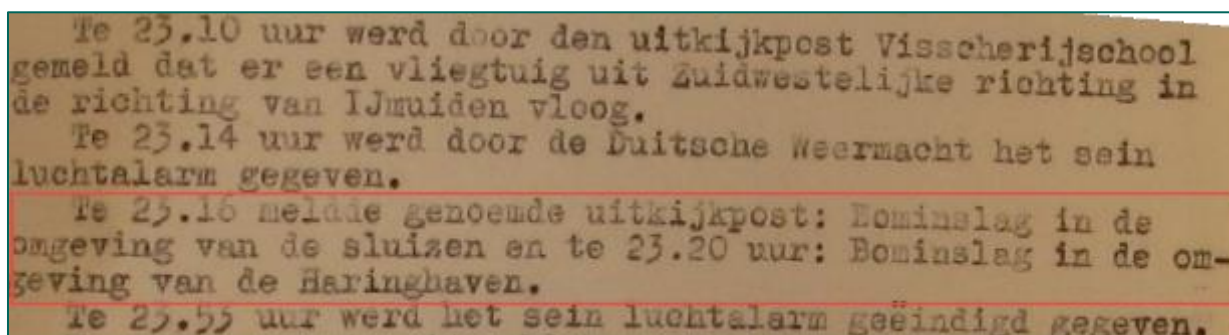 Te 23.10 uur werd door den uitkijkpost Visscherijschool
gemeld dat er een vliegtuig uit Zuidwestelijke richting in
de richting van IJmuiden vloog.
Te 23.14 uur werd door de Duitsche Weermacht het sein
luchtalarm gegeven.
Te 23.16 meldde genoemde uitkijkpost: Bominslag in de
omgeving van de sluizen en te 23.20 uur: Bominslag in de om-
geving van de Haringhaven.
Te 23.53 uur werd het sein luchtalarm geëindigd gegeven.